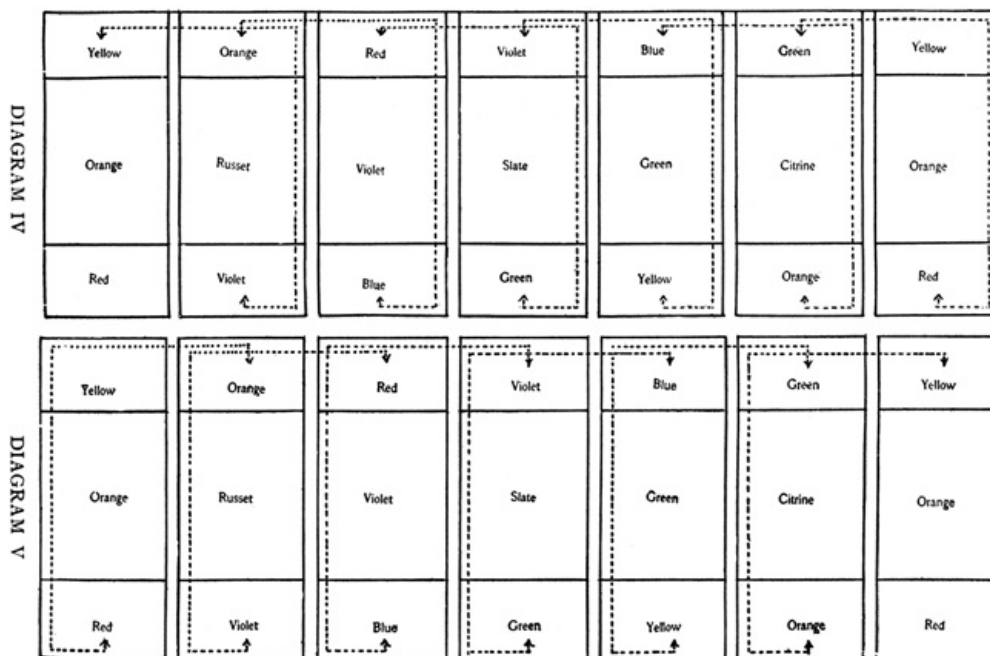 DIAGRAM IV
Yellow Orange Red Violet Blue Green Yellow
Orange Russet Violet Slate Green Citrine Orange
Red Violet Blue Green Yellow Orange Red
DIAGRAM V
Yellow Orange Red Violet Blue Green Yellow
Orange Russet Violet Slate Green Citrine Orange
Red Violet Blue Green Yellow Orange Red